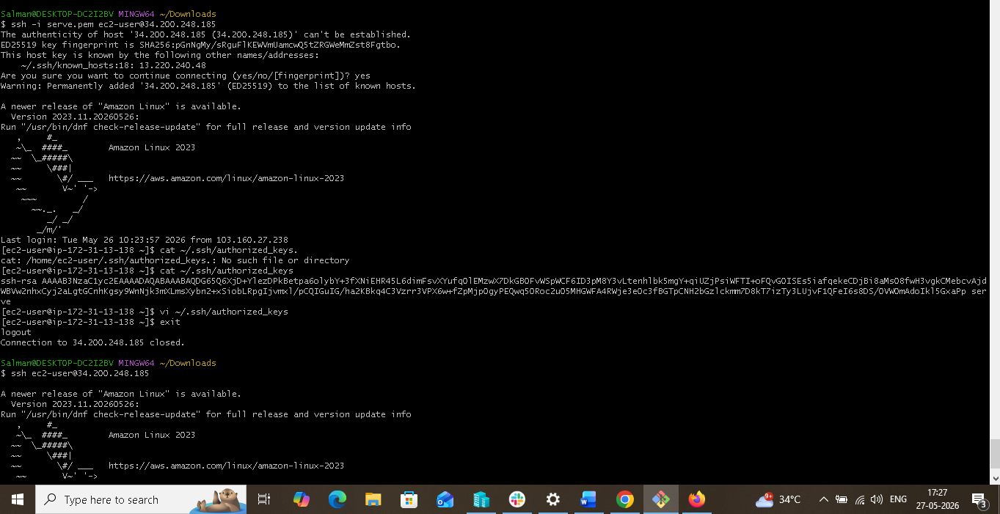 Salman@DESKTOP-DC2I2BV MINGW64 ~/Downloads
$ ssh -i serve.pem ec2-user@34.200.248.185
The authenticity of host '34.200.248.185 (34.200.248.185)' can't be established.
ED25519 key fingerprint is SHA256:pGnNgMy/sRguFlKEWVmUamcwQ5tZRGWeMmZst8Fgtbo.
This host key is known by the following other names/addresses:
    ~/.ssh/known_hosts:18: 13.220.240.48
Are you sure you want to continue connecting (yes/no/[fingerprint])? yes
Warning: Permanently added '34.200.248.185' (ED25519) to the list of known hosts.

A newer release of "Amazon Linux" is available.
  Version 2023.11.20260526:
Run "/usr/bin/dnf check-release-update" for full release and version update info
   ,     #_
   ~\_  ####_        Amazon Linux 2023
  ~~  \_#####\
  ~~     \###|
  ~~       \#/ ___   https://aws.amazon.com/linux/amazon-linux-2023
   ~~       V~' '->
    ~~~         /
      ~~._.   _/
         _/ _/
       _/m/'
Last login: Tue May 26 10:23:57 2026 from 103.160.27.238
[ec2-user@ip-172-31-13-138 ~]$ cat ~/.ssh/authorized_keys.
cat: /home/ec2-user/.ssh/authorized_keys.: No such file or directory
[ec2-user@ip-172-31-13-138 ~]$ cat ~/.ssh/authorized_keys
ssh-rsa AAAAB3NzaC1yc2EAAAADAQABAAABAQDG65Q6XjD+YlezDPkBetpa6olybY+3fXNiEHR45L6dimFsvXYufqOlEMzwX7DkGBOFvWSpWCF6ID3pM8Y3vLtenhlbk5mgY+qiUZjPsiWFTI+oFQvGOISEs5iafqekeCDjBi8aMsO8fwH3vgkCMebcvAjd
WBVw2nhxCyj2aLgtGCnhKgsy9WnNjk3mXLmsXybn2+xSiobLRpgIjvmxl/pCQIGuIG/ha2KBkq4C3Vzrr3VPX6w+fZpMjpOgyPEQwq5ORoc2uO5MHGWFA4RWje3eOc3fBGTpCNH2bGzlckmm7D8kT7izTy3LUjvF1QFeI6s8DS/OVWOmAdoIkl5GxaPp ser
ve
[ec2-user@ip-172-31-13-138 ~]$ vi ~/.ssh/authorized_keys
[ec2-user@ip-172-31-13-138 ~]$ exit
logout
Connection to 34.200.248.185 closed.

Salman@DESKTOP-DC2I2BV MINGW64 ~/Downloads
$ ssh ec2-user@34.200.248.185

A newer release of "Amazon Linux" is available.
  Version 2023.11.20260526:
Run "/usr/bin/dnf check-release-update" for full release and version update info
   ,     #_
   ~\_  ####_        Amazon Linux 2023
  ~~  \_#####\
  ~~     \###|
  ~~       \#/ ___   https://aws.amazon.com/linux/amazon-linux-2023
   ~~       V~' '->
Type here to search
9+
34°C
ENG
17:27
27-05-2026
3